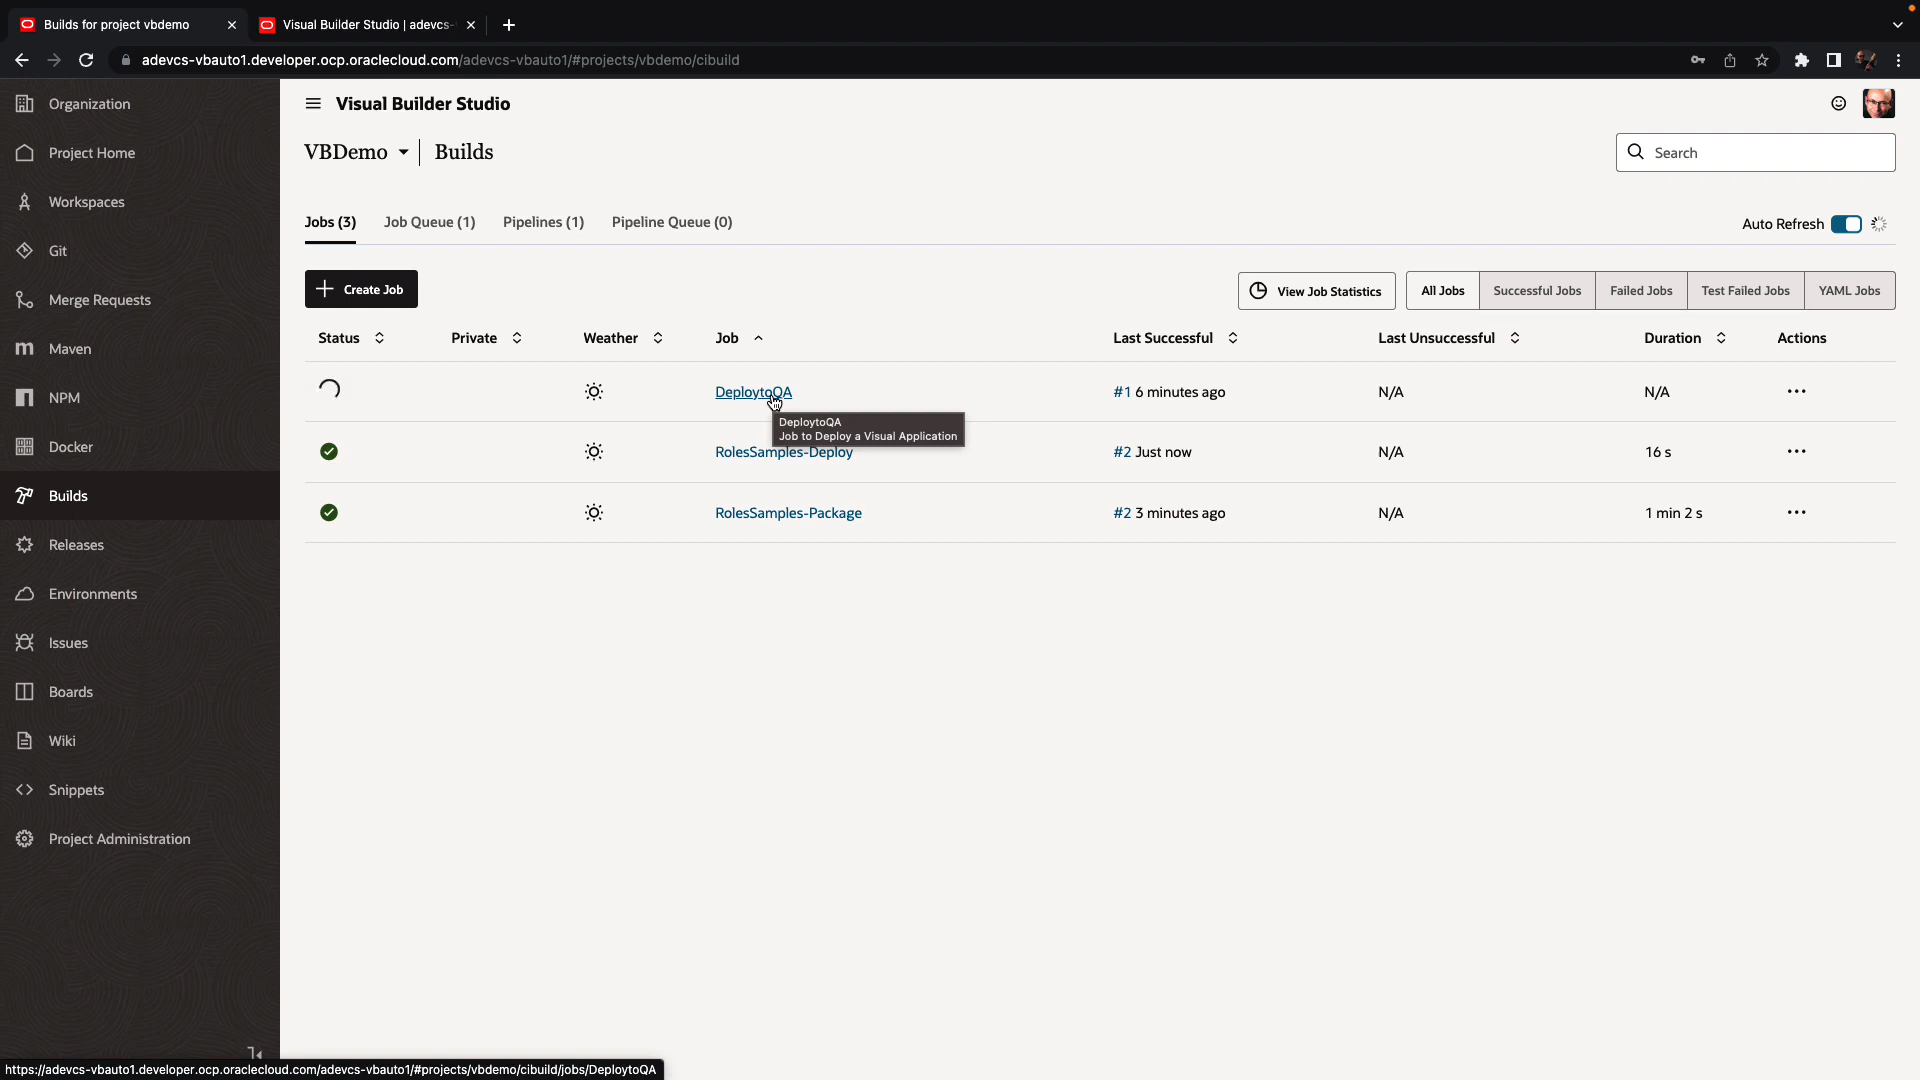 Builds for project vbdemo
Visual Builder Studio | adevcs-
adevcs-vbauto1.developer.ocp.oraclecloud.com/adevcs-vbauto1/#projects/vbdemo/cibuild
Organization
Project Home
Workspaces
Git
Merge Requests
Maven
NPM
Docker
Builds
Releases
Environments
Issues
Boards
Wiki
Snippets
Project Administration
Visual Builder Studio
VBDemo
Builds
Search
Jobs (3)
Job Queue (1)
Pipelines (1)
Pipeline Queue (0)
Auto Refresh
Create Job
View Job Statistics
All Jobs
Successful Jobs
Failed Jobs
Test Failed Jobs
YAML Jobs
Status Private Weather Job Last Successful Last Unsuccessful Duration Actions
DeploytoQA #1 6 minutes ago N/A N/A
DeploytoQA
Job to Deploy a Visual Application
RolesSamples-Deploy #2 Just now N/A 16 s
RolesSamples-Package #2 3 minutes ago N/A 1 min 2 s
https://adevcs-vbauto1.developer.ocp.oraclecloud.com/adevcs-vbauto1/#projects/vbdemo/cibuild/jobs/DeploytoQA